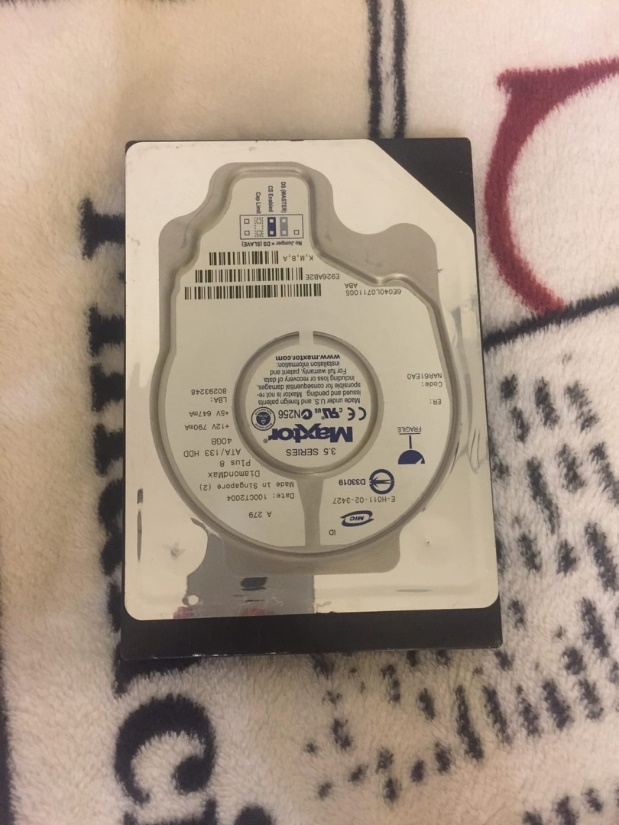 ID
A 279
Date: 10OCT2004
Made in Singapore (2)
DiamondMax
Plus 8
ATA/133 HDD
40GB
+12V 790mA
+5V 647mA
LBA:
80293248
E-H011-02-3427
D33019
FRAGILE
3.5 SERIES
Maxtor
N256
Made under U.S. and foreign patents
issued and pending. Maxtor not re-
sponsible for consequential damages
including loss or recovery of data.
For full warranty, patent and
installation information:
www.maxtor.com
ER:
Code:
NAR61EA0
6E040L0711005
ABA
E926AB2E
K,M,B,A
No Jumper = DS (SLAVE)
DS (MASTER)
CS Enabled
Cap Limit